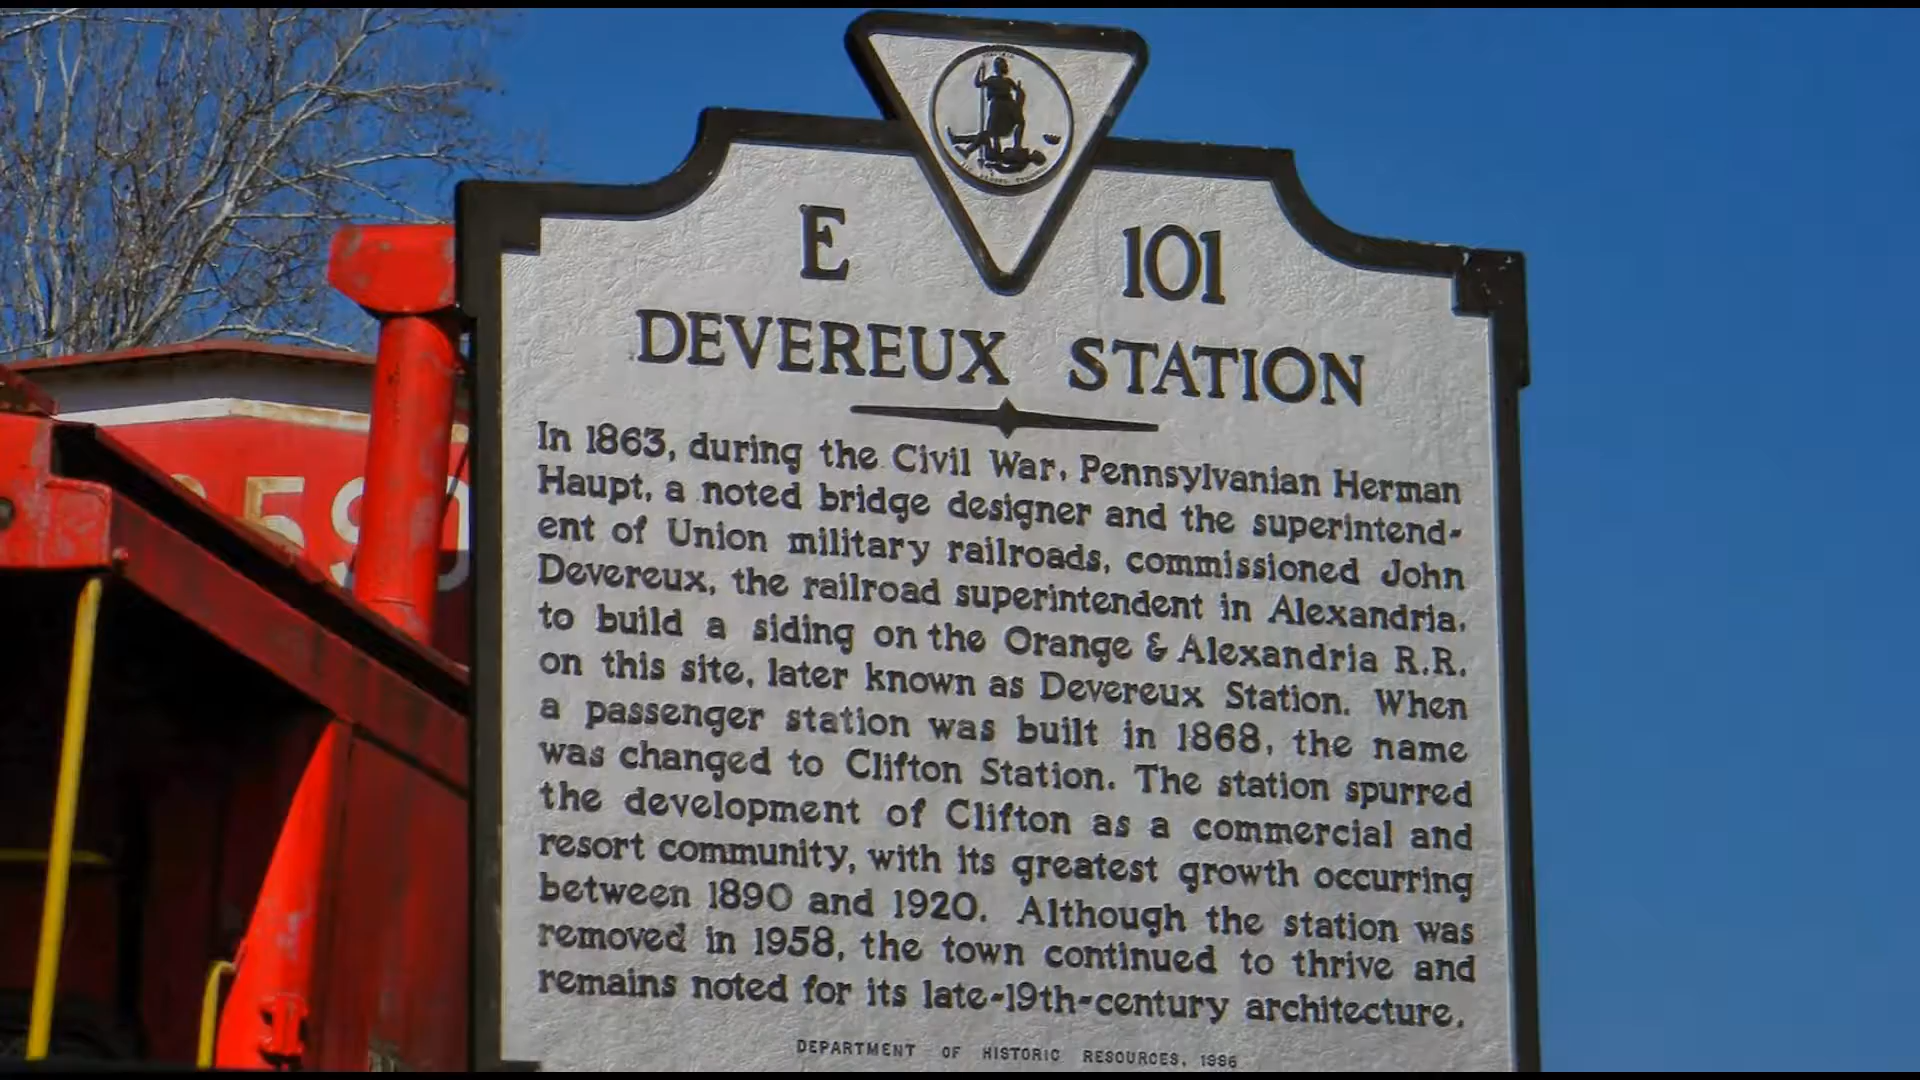 E 101
DEVEREUX STATION
In 1863, during the Civil War, Pennsylvanian Herman
Haupt, a noted bridge designer and the superintend-
ent of Union military railroads, commissioned John
Devereux, the railroad superintendent in Alexandria,
to build a siding on the Orange & Alexandria R.R.
on this site, later known as Devereux Station. When
a passenger station was built in 1868, the name
was changed to Clifton Station. The station spurred
the development of Clifton as a commercial and
resort community, with its greatest growth occurring
between 1890 and 1920. Although the station was
removed in 1958, the town continued to thrive and
remains noted for its late-19th-century architecture.
DEPARTMENT OF HISTORIC RESOURCES,
590